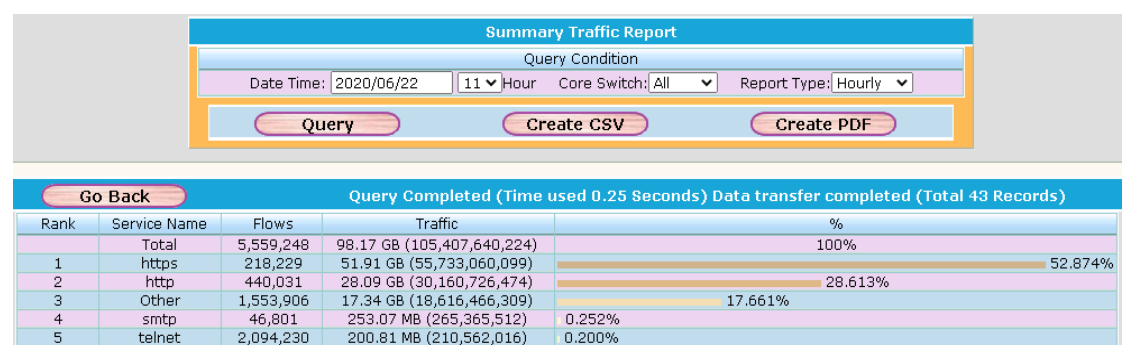 Summary Traffic Report
Query Condition
Date Time: 2020/06/22 11 Hour Core Switch: All Report Type: Hourly
Query Create CSV Create PDF
Go Back Query Completed (Time used 0.25 Seconds) Data transfer completed (Total 43 Records)
Rank Service Name Flows Traffic %
Total 5,559,248 98.17 GB (105,407,640,224) 100%
1 https 218,229 51.91 GB (55,733,060,099) 52.874%
2 http 440,031 28.09 GB (30,160,726,474) 28.613%
3 Other 1,553,906 17.34 GB (18,616,466,309) 17.661%
4 smtp 46,801 253.07 MB (265,365,512) 0.252%
5 telnet 2,094,230 200.81 MB (210,562,016) 0.200%